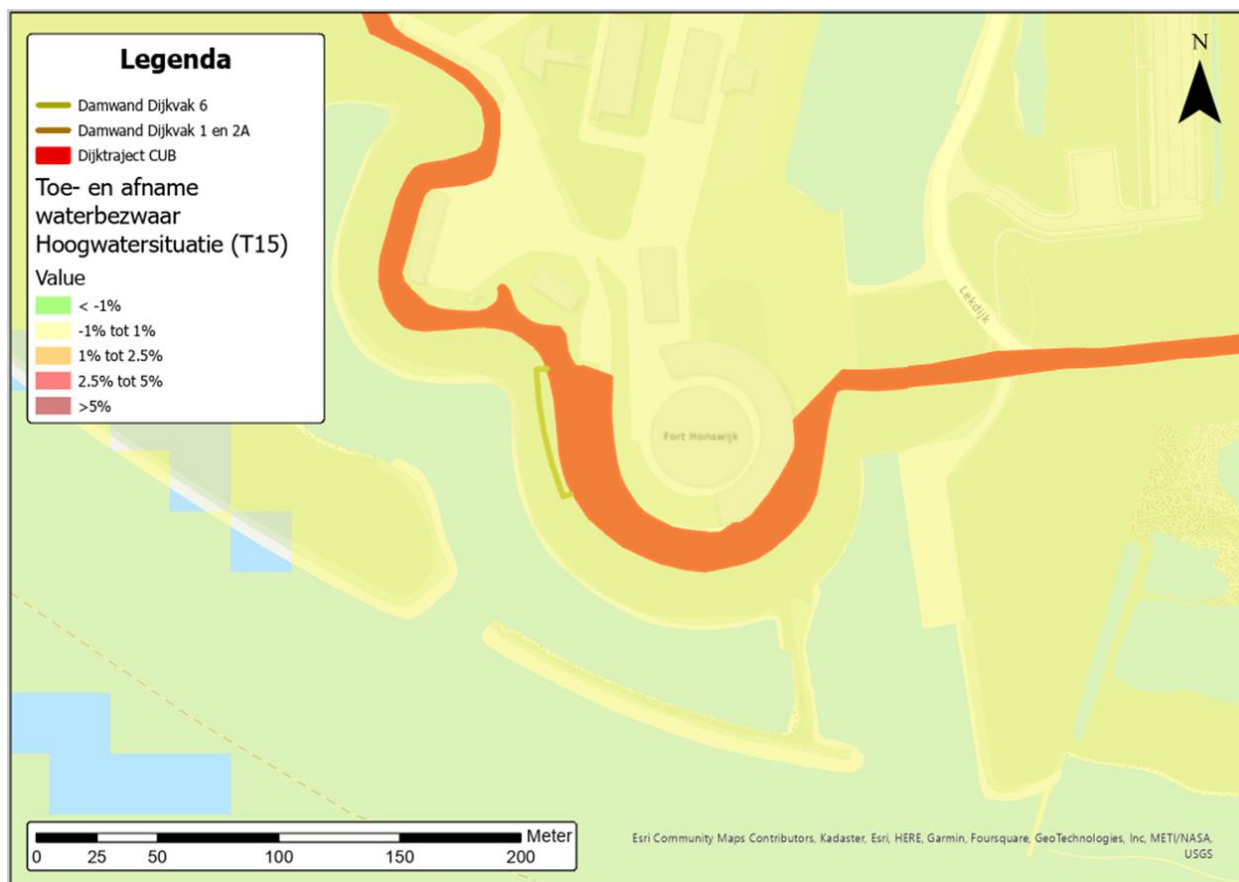 Legenda
Damwand Dijkvak 6
Damwand Dijkvak 1 en 2A
Dijktraject CUB
Toe- en afname
waterbezwaar
Hoogwatersituatie (T15)
Value
< -1%
-1% tot 1%
1% tot 2.5%
2.5% tot 5%
>5%
N
Lekdijk
Fort Honswijk
Meter
0 25 50 100 150 200
Esri Community Maps Contributors, Kadaster, Esri, HERE, Garmin, Foursquare, GeoTechnologies, Inc, METI/NASA,
USGS